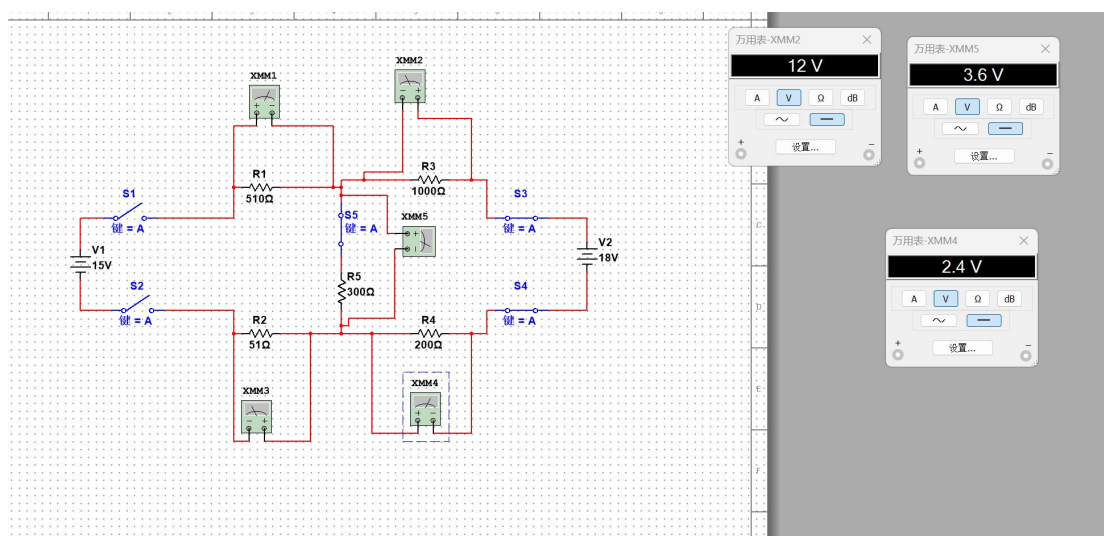 XMM1
XMM2
R1
510Ω
R3
1000Ω
S1
键 = A
S3
键 = A
S5
键 = A
XMM5
V1
15V
V2
18V
S2
键 = A
R5
300Ω
S4
键 = A
R2
51Ω
R4
200Ω
XMM3
XMM4
万用表-XMM2
12 V
A V Ω dB
设置...
万用表-XMM5
3.6 V
A V Ω dB
设置...
万用表-XMM4
2.4 V
A V Ω dB
设置...
C
D
E
F